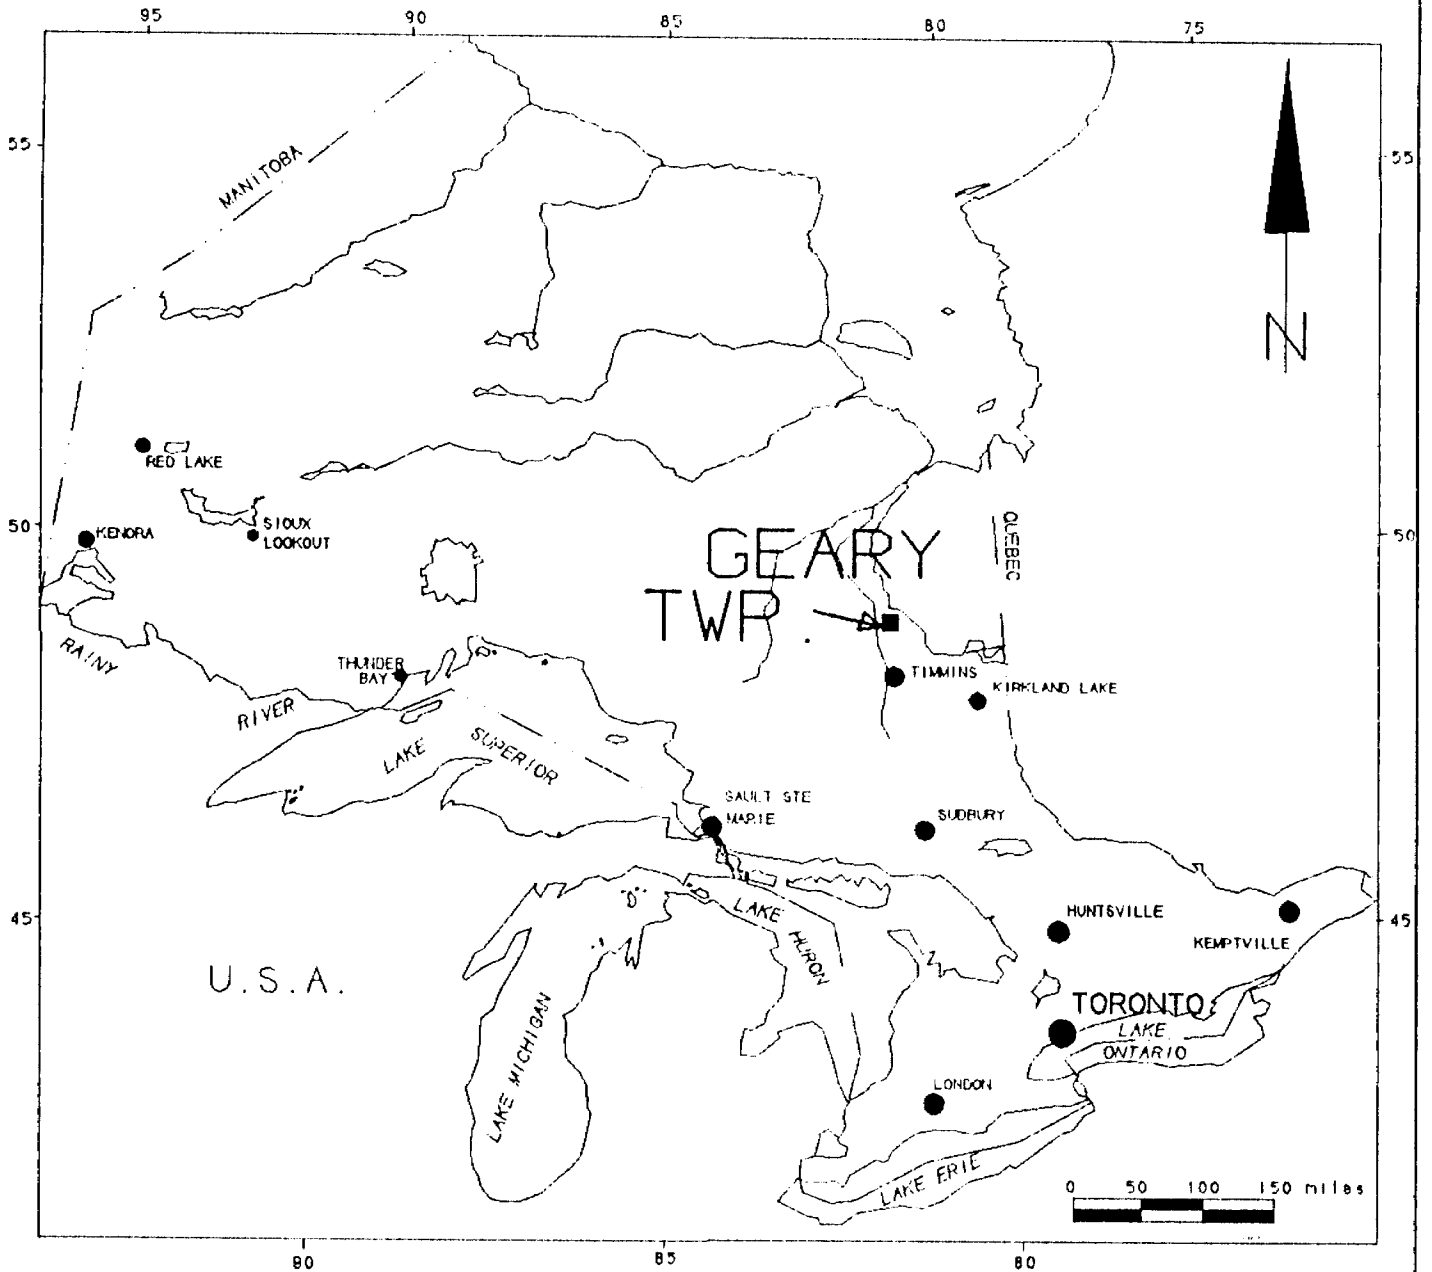 95 90 85 80 75
55 55
MANITOBA
N
RED LAKE
50 50
KENORA
SIOUX
LOOKOUT
QUEBEC
GEARY
TWP.
RAINY
THUNDER
BAY
TIMMINS
KIRKLAND LAKE
RIVER
LAKE SUPERIOR
SAULT STE
MARIE
SUDBURY
45 45
LAKE HURON
HUNTSVILLE
KEMPTVILLE
U.S.A.
LAKE MICHIGAN
TORONTO
LAKE
ONTARIO
LONDON
LAKE ERIE
0 50 100 150 miles
90 85 80